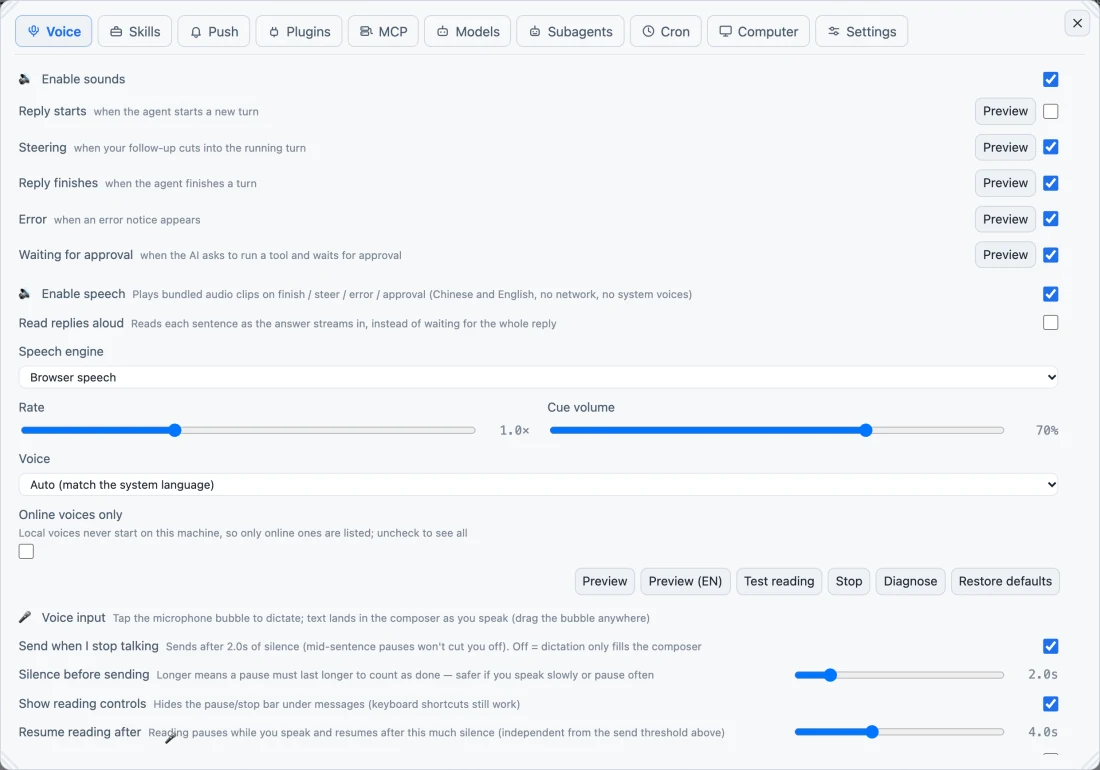 Voice Skills Push Plugins MCP Models Subagents Cron Computer Settings
Enable sounds
Reply starts when the agent starts a new turn Preview
Steering when your follow-up cuts into the running turn Preview
Reply finishes when the agent finishes a turn Preview
Error when an error notice appears Preview
Waiting for approval when the AI asks to run a tool and waits for approval Preview
Enable speech Plays bundled audio clips on finish / steer / error / approval (Chinese and English, no network, no system voices)
Read replies aloud Reads each sentence as the answer streams in, instead of waiting for the whole reply
Speech engine
Browser speech
Rate Cue volume
1.0× 70%
Voice
Auto (match the system language)
Online voices only
Local voices never start on this machine, so only online ones are listed; uncheck to see all
Preview Preview (EN) Test reading Stop Diagnose Restore defaults
Voice input Tap the microphone bubble to dictate; text lands in the composer as you speak (drag the bubble anywhere)
Send when I stop talking Sends after 2.0s of silence (mid-sentence pauses won't cut you off). Off = dictation only fills the composer
Silence before sending Longer means a pause must last longer to count as done — safer if you speak slowly or pause often 2.0s
Show reading controls Hides the pause/stop bar under messages (keyboard shortcuts still work)
Resume reading after Reading pauses while you speak and resumes after this much silence (independent from the send threshold above) 4.0s